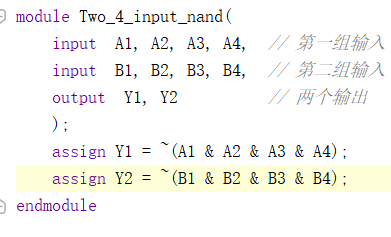 module Two_4_input_nand(
input A1, A2, A3, A4, // 第一组输入
input B1, B2, B3, B4, // 第二组输入
output Y1, Y2 // 两个输出
);
assign Y1 = ~(A1 & A2 & A3 & A4);
assign Y2 = ~(B1 & B2 & B3 & B4);
endmodule